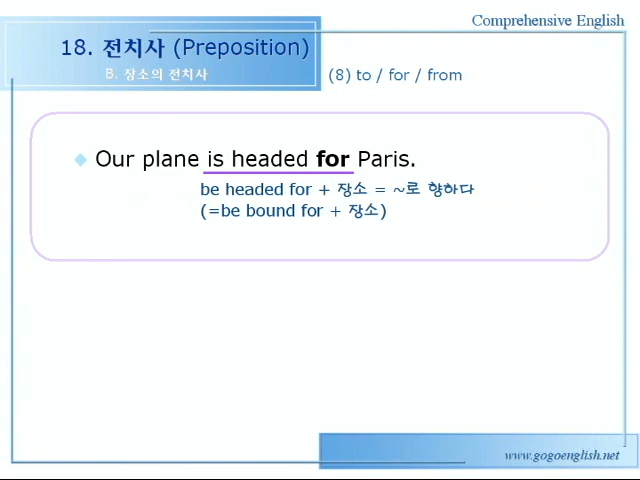 Comprehensive English
18. 전치사 (Preposition)
B. 장소의 전치사
(8) to / for / from
Our plane is headed for Paris.
be headed for + 장소 = ~로 향하다
(=be bound for + 장소)
www.gogoenglish.net